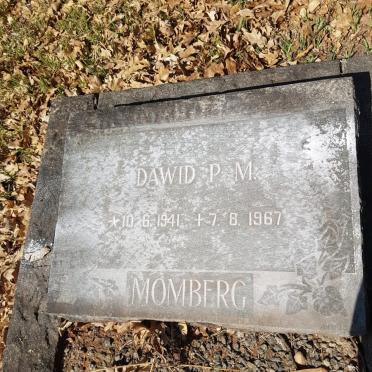 DAWID P. M.
+10.6.1941 +7.6.1967
MOMBERG